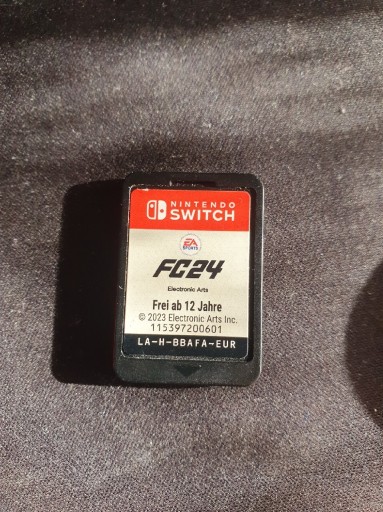 NINTENDO
SWITCH
EA
SPORTS
FC24
Electronic Arts
Frei ab 12 Jahre
© 2023 Electronic Arts Inc.
115397200601
LA-H-BBAFA-EUR